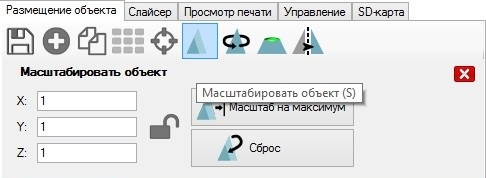 Размещение объекта Слайсер Просмотр печати Управление SD-карта
Масштабировать объект
Масштабировать объект (S)
X: 1
Масштаб на максимум
Y: 1
Z: 1
Сброс